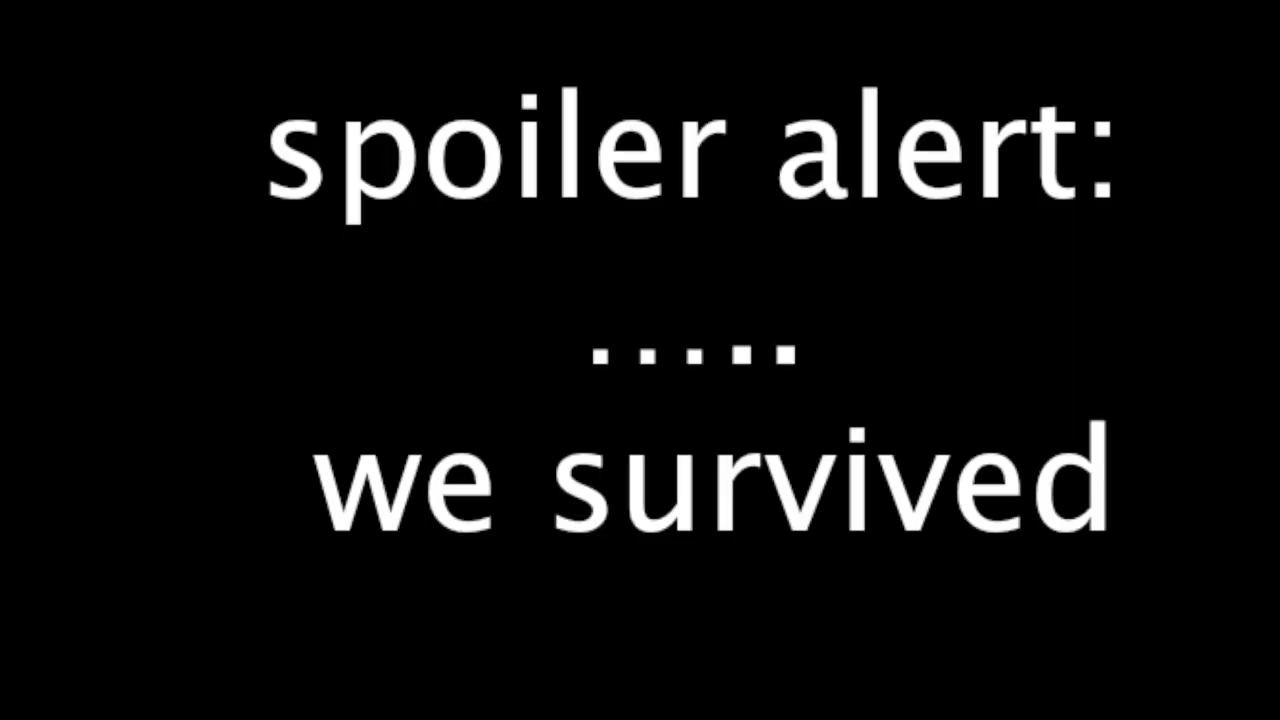 spoiler alert:
.....
we survived